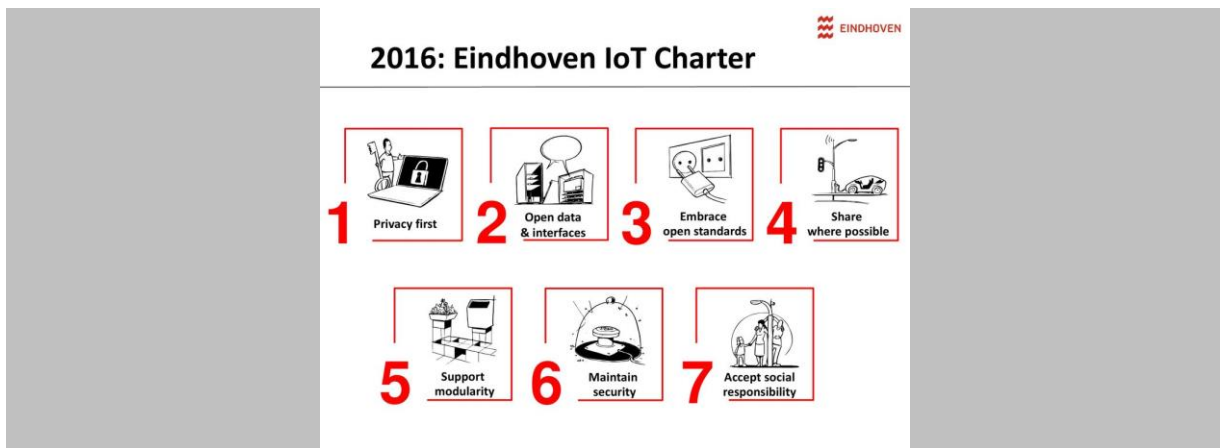 EINDHOVEN
2016: Eindhoven IoT Charter
1
Privacy first
2
Open data
& interfaces
3
Embrace
open standards
4
Share
where possible
5
Support
modularity
6
Maintain
security
7
Accept social
responsibility